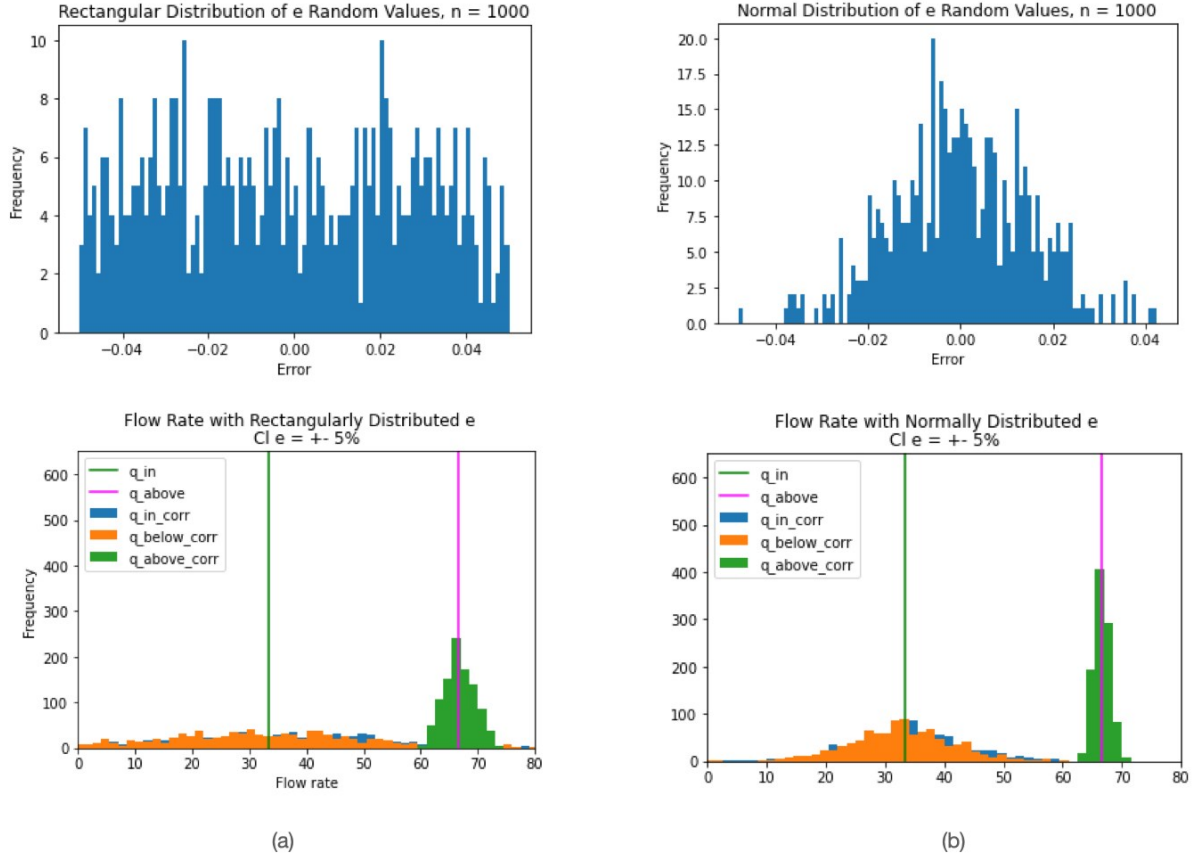 Rectangular Distribution of e Random Values, n = 1000
10
8
6
4
2
0
Frequency
−0.04
−0.02
0.00
0.02
0.04
Error
Normal Distribution of e Random Values, n = 1000
20.0
17.5
15.0
12.5
10.0
7.5
5.0
2.5
0.0
Frequency
−0.04
−0.02
0.00
0.02
0.04
Error
Flow Rate with Rectangularly Distributed e
Cl e = +- 5%
600
500
400
300
200
100
0
Frequency
q_in
q_above
q_in_corr
q_below_corr
q_above_corr
0
10
20
30
40
50
60
70
80
Flow rate
Flow Rate with Normally Distributed e
Cl e = +- 5%
600
500
400
300
200
100
0
q_in
q_above
q_in_corr
q_below_corr
q_above_corr
0
10
20
30
40
50
60
70
80
(a)
(b)